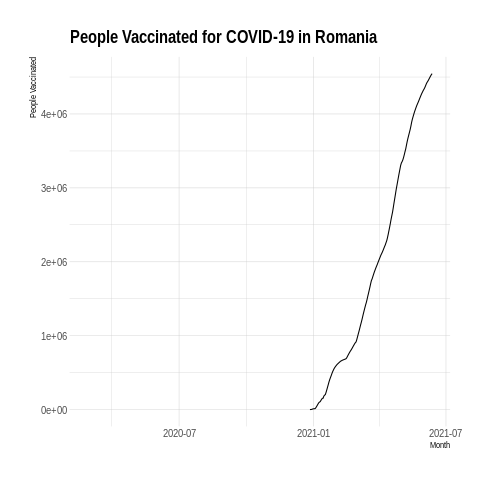 People Vaccinated for COVID-19 in Romania
People Vaccinated
4e+06
3e+06
2e+06
1e+06
0e+00
2020-07
2021-01
2021-07
Month